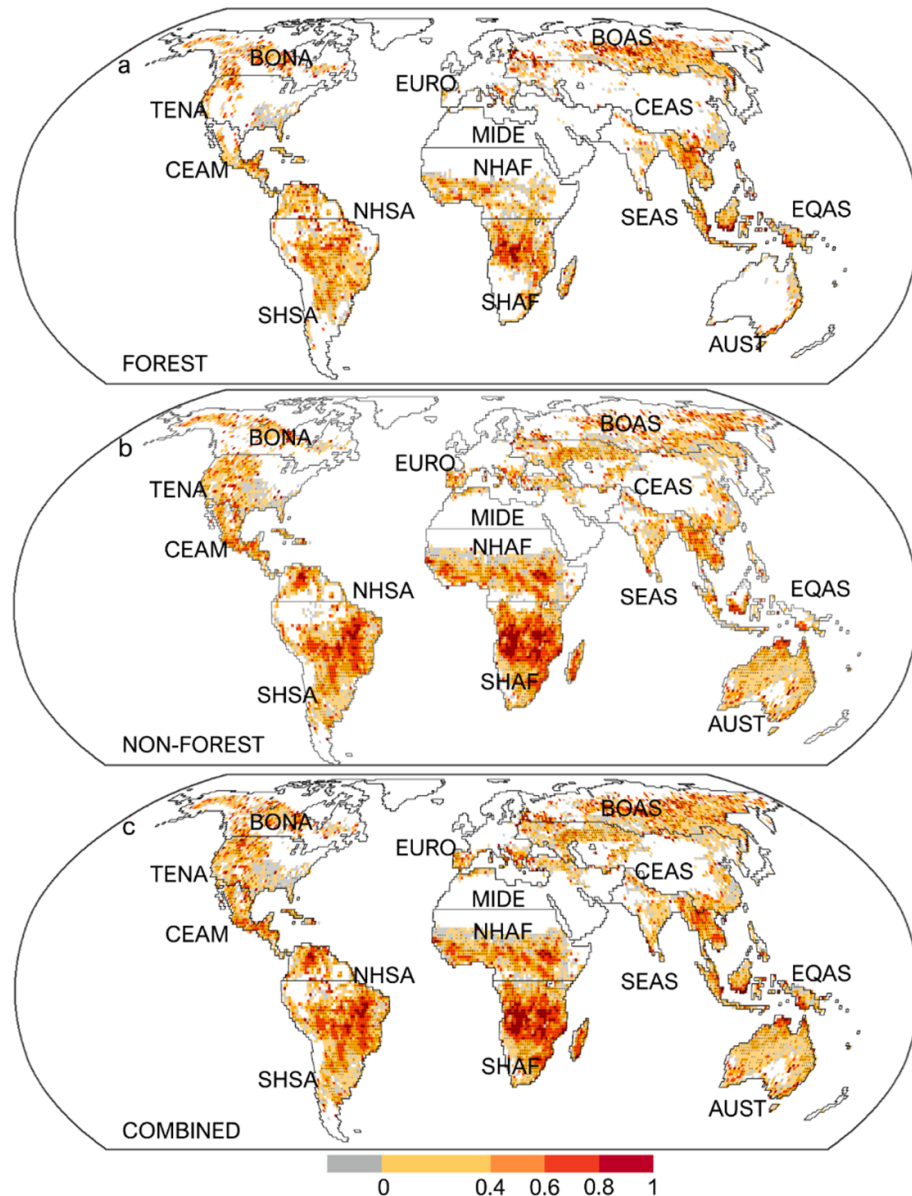 a
BONA
BOAS
EURO
TENA
CEAS
MIDE
CEAM
NHAF
NHSA
SEAS
EQAS
SHSA
SHAF
AUST
FOREST
b
BONA
BOAS
EURO
TENA
CEAS
MIDE
CEAM
NHAF
NHSA
SEAS
EQAS
SHSA
SHAF
AUST
NON-FOREST
c
BONA
BOAS
EURO
TENA
CEAS
MIDE
CEAM
NHAF
NHSA
SEAS
EQAS
SHSA
SHAF
AUST
COMBINED
0 0.4 0.6 0.8 1